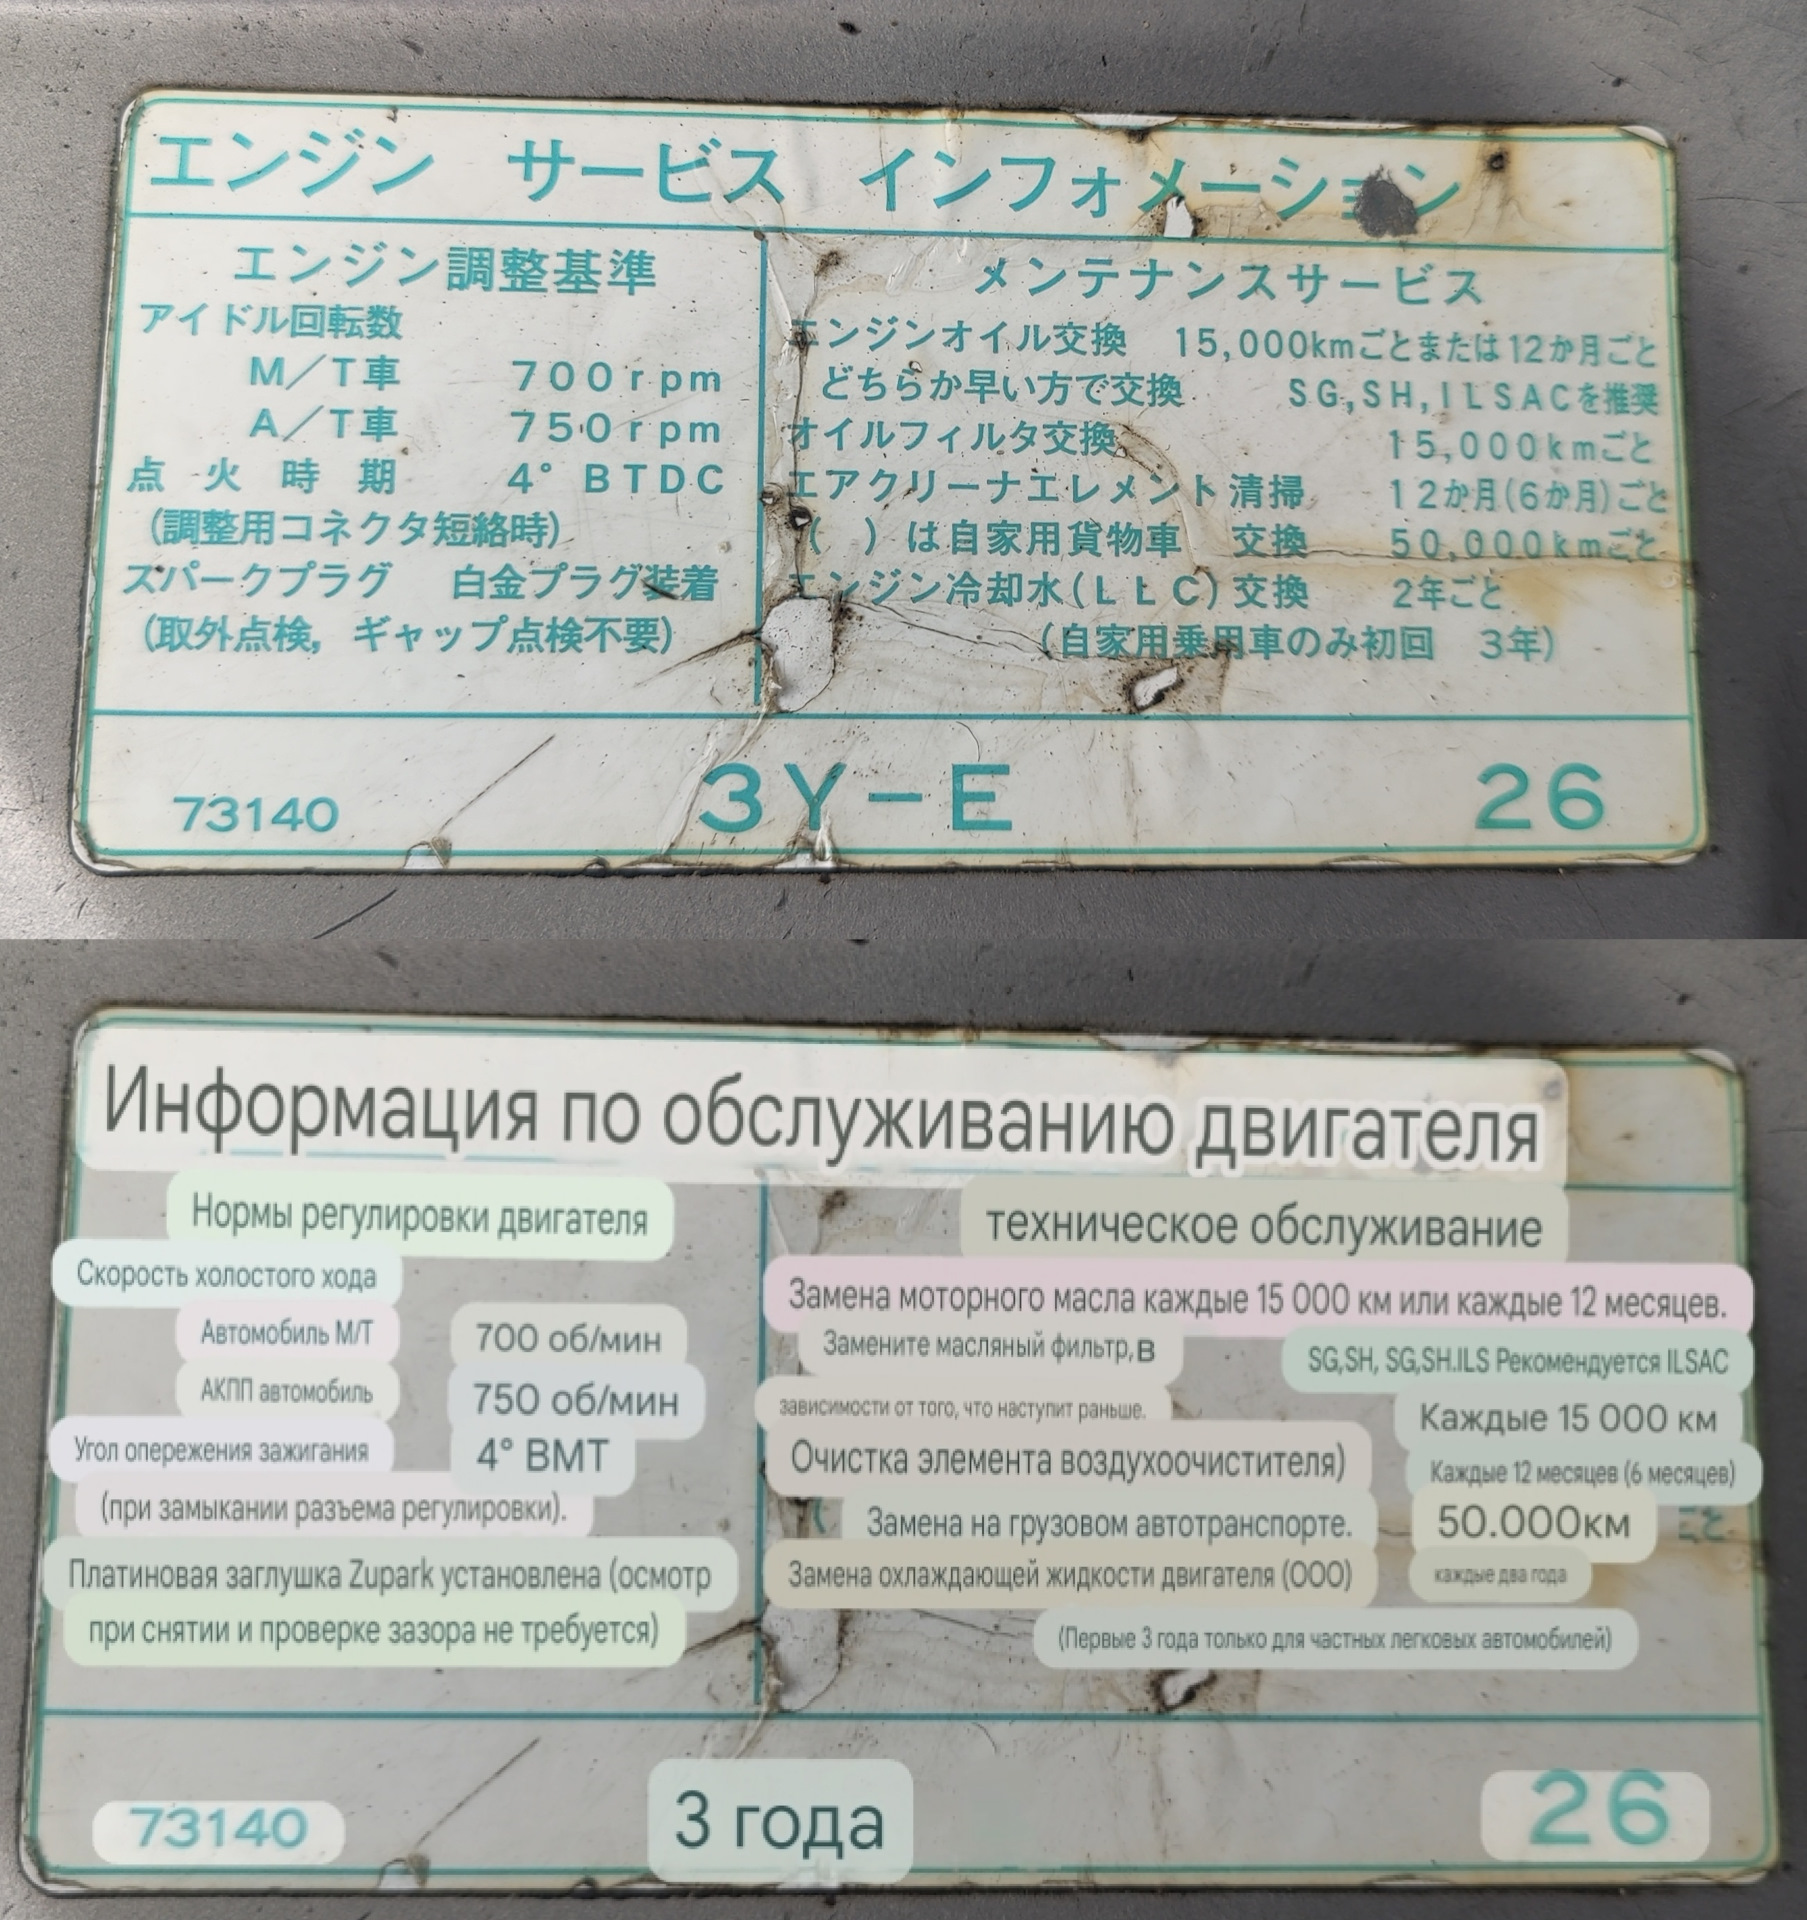 エンジン サービス インフォメーション
エンジン調整基準
アイドル回転数
M/T車 700rpm
A/T車 750rpm
点火時期 4° BTDC
(調整用コネクタ短絡時)
スパークプラグ 白金プラグ装着
(取外点検, ギャップ点検不要)
メンテナンスサービス
エンジンオイル交換 15,000kmごとまたは12か月ごと
どちらか早い方で交換 SG,SH,ILSACを推奨
オイルフィルタ交換 15,000kmごと
エアクリーナエレメント清掃 12か月(6か月)ごと
( )は自家用貨物車 交換 50,000kmごと
エンジン冷却水(LLC)交換 2年ごと
(自家用乗用車のみ初回 3年)
73140 3Y-E 26
Информация по обслуживанию двигателя
Нормы регулировки двигателя
Скорость холостого хода
Автомобиль М/Т 700 об/мин
АКПП автомобиль 750 об/мин
Угол опережения зажигания 4° ВМТ
(при замыкании разъема регулировки).
Платиновая заглушка Zupark установлена (осмотр
при снятии и проверке зазора не требуется)
техническое обслуживание
Замена моторного масла каждые 15 000 км или каждые 12 месяцев.
Замените масляный фильтр,в SG,SH, SG,SH.ILS Рекомендуется ILSAC
зависимости от того, что наступит раньше. Каждые 15 000 км
Очистка элемента воздухоочистителя) Каждые 12 месяцев (6 месяцев)
( Замена на грузовом автотранспорте. 50.000км ごと
Замена охлаждающей жидкости двигателя (ООО) каждые два года
(Первые 3 года только для частных легковых автомобилей)
73140 3 года 26